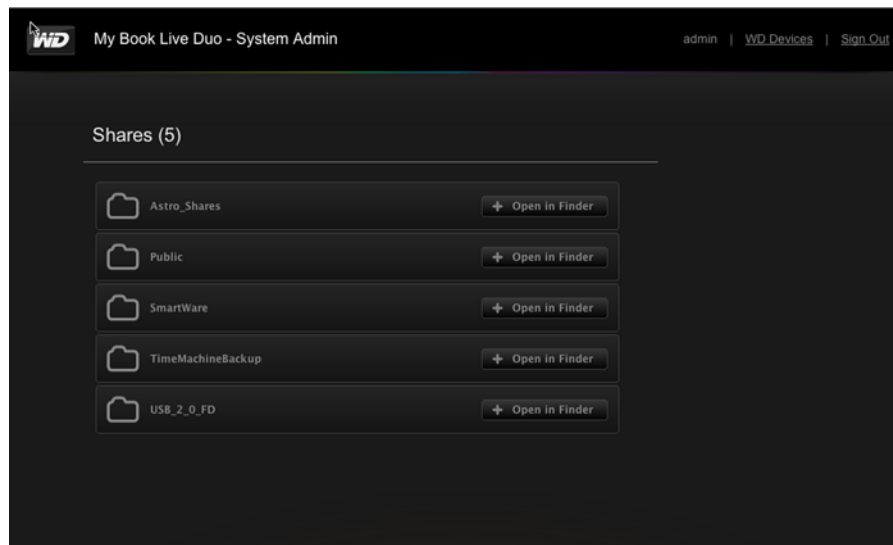 WD My Book Live Duo - System Admin admin | WD Devices | Sign Out
Shares (5)
Astro_Shares + Open in Finder
Public + Open in Finder
SmartWare + Open in Finder
TimeMachineBackup + Open in Finder
USB_2_0_FD + Open in Finder